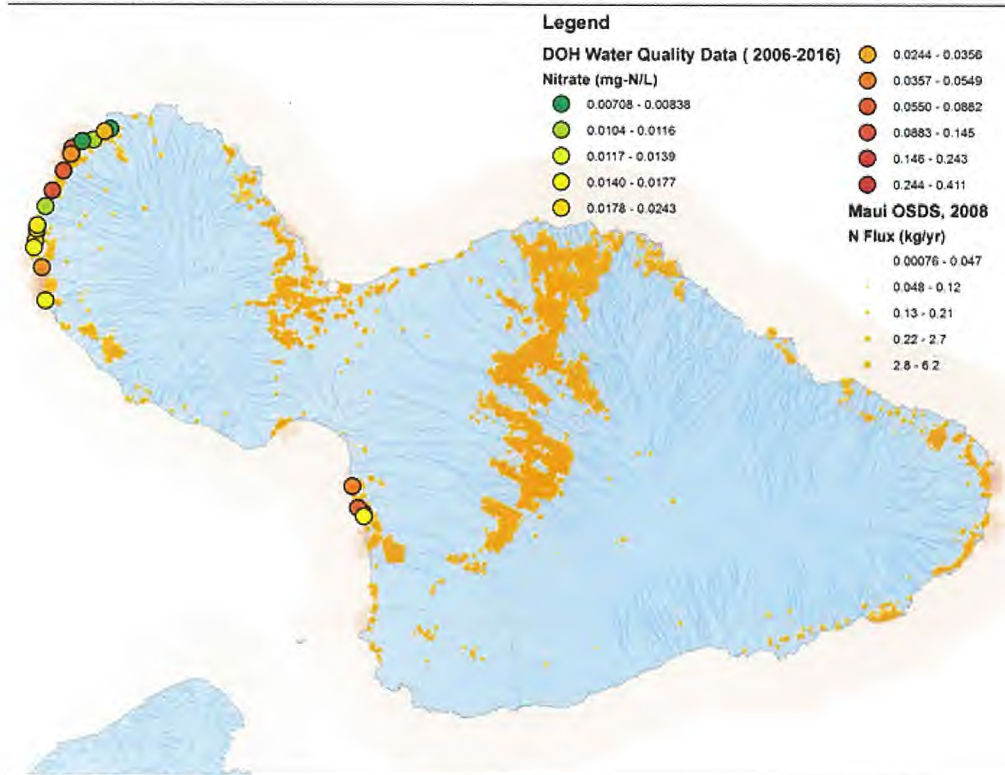 Legend
DOH Water Quality Data ( 2006-2016)
Nitrate (mg-N/L)
0.00708 - 0.00838
0.0104 - 0.0116
0.0117 - 0.0139
0.0140 - 0.0177
0.0178 - 0.0243
0.0244 - 0.0356
0.0357 - 0.0549
0.0550 - 0.0882
0.0883 - 0.145
0.146 - 0.243
0.244 - 0.411
Maui OSDS, 2008
N Flux (kg/yr)
0.00076 - 0.047
0.048 - 0.12
0.13 - 0.21
0.22 - 2.7
2.8 - 6.2